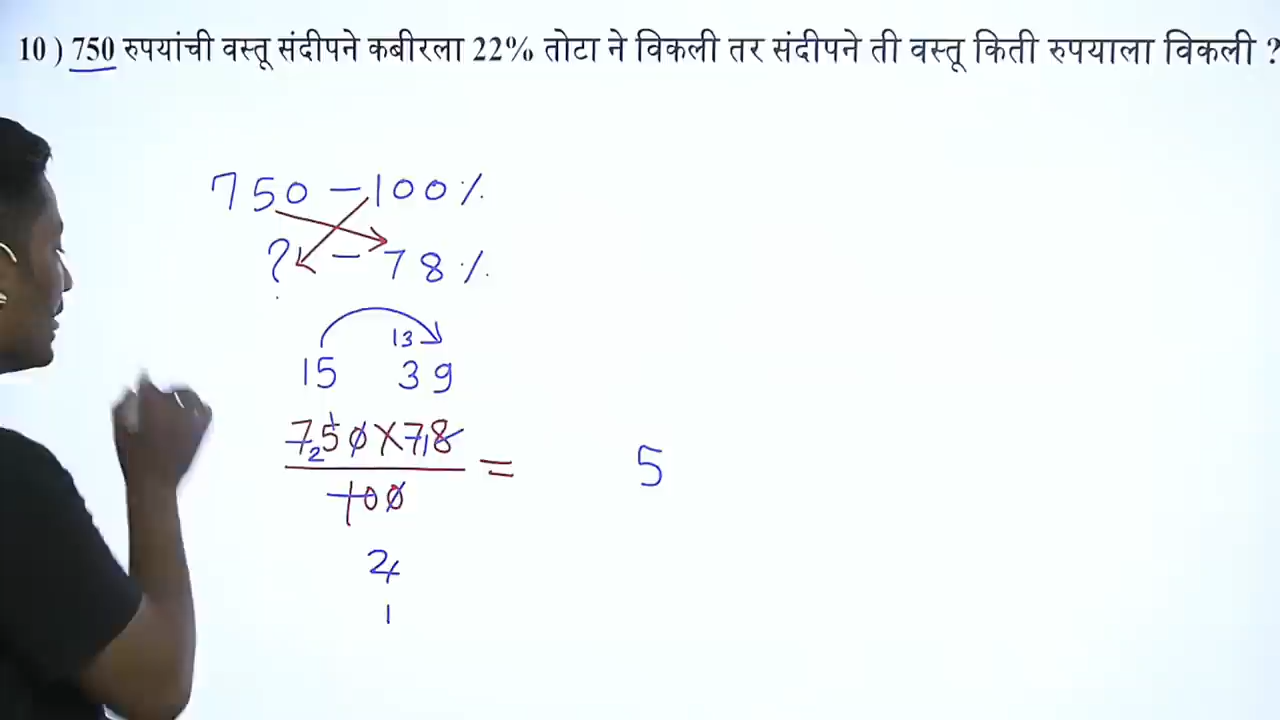 10 ) 750 रुपयांची वस्तू संदीपने कबीरला 22% तोटा ने विकली तर संदीपने ती वस्तू किती रुपयाला विकली ?
750 – 100%
? – 78%
13
15 39
750 × 78 = 5
100
2
1